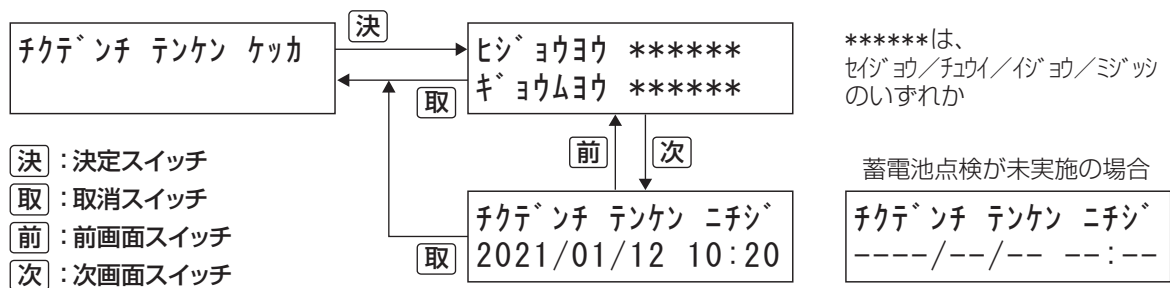 チクデンチ テンケン ケッカ
決
ヒジョウヨウ ******
ギョウムヨウ ******
取
******は、
セイジョウ/チュウイ/イジョウ/ミジッシ
のいずれか
決:決定スイッチ
取:取消スイッチ
前:前画面スイッチ
次:次画面スイッチ
前
次
取
チクデンチ テンケン ニチジ
2021/01/12 10:20
蓄電池点検が未実施の場合
チクデンチ テンケン ニチジ
----/--/-- --:--